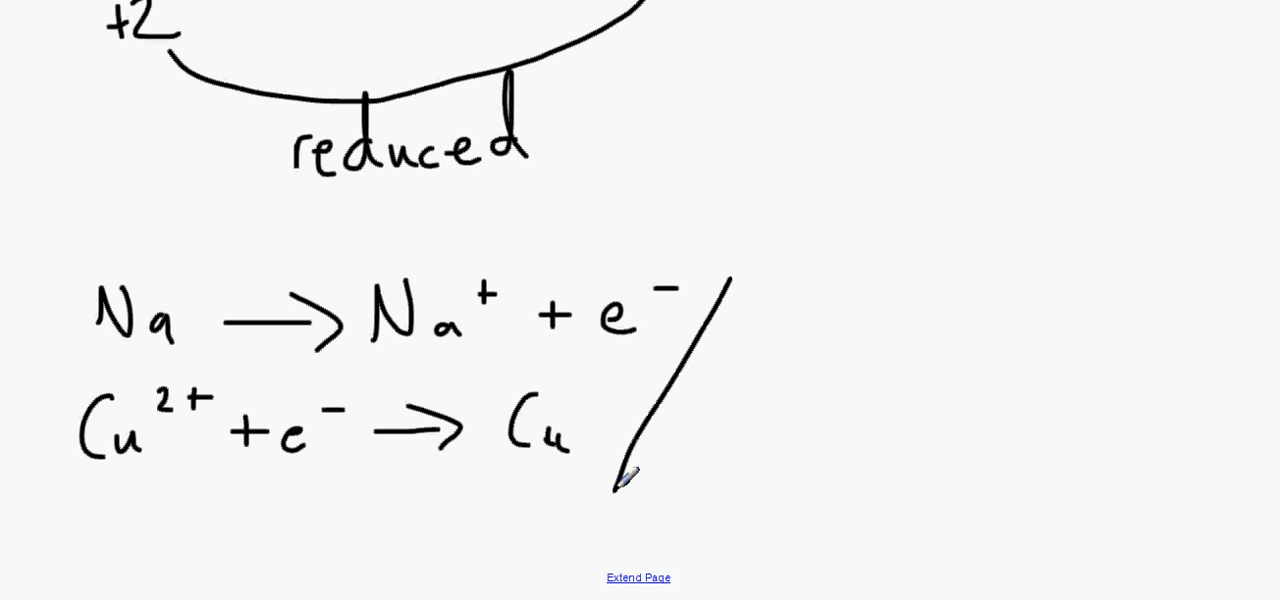 +2
reduced
Na → Na⁺ + e⁻
Cu²⁺ + e⁻ → Cu
Extend Page